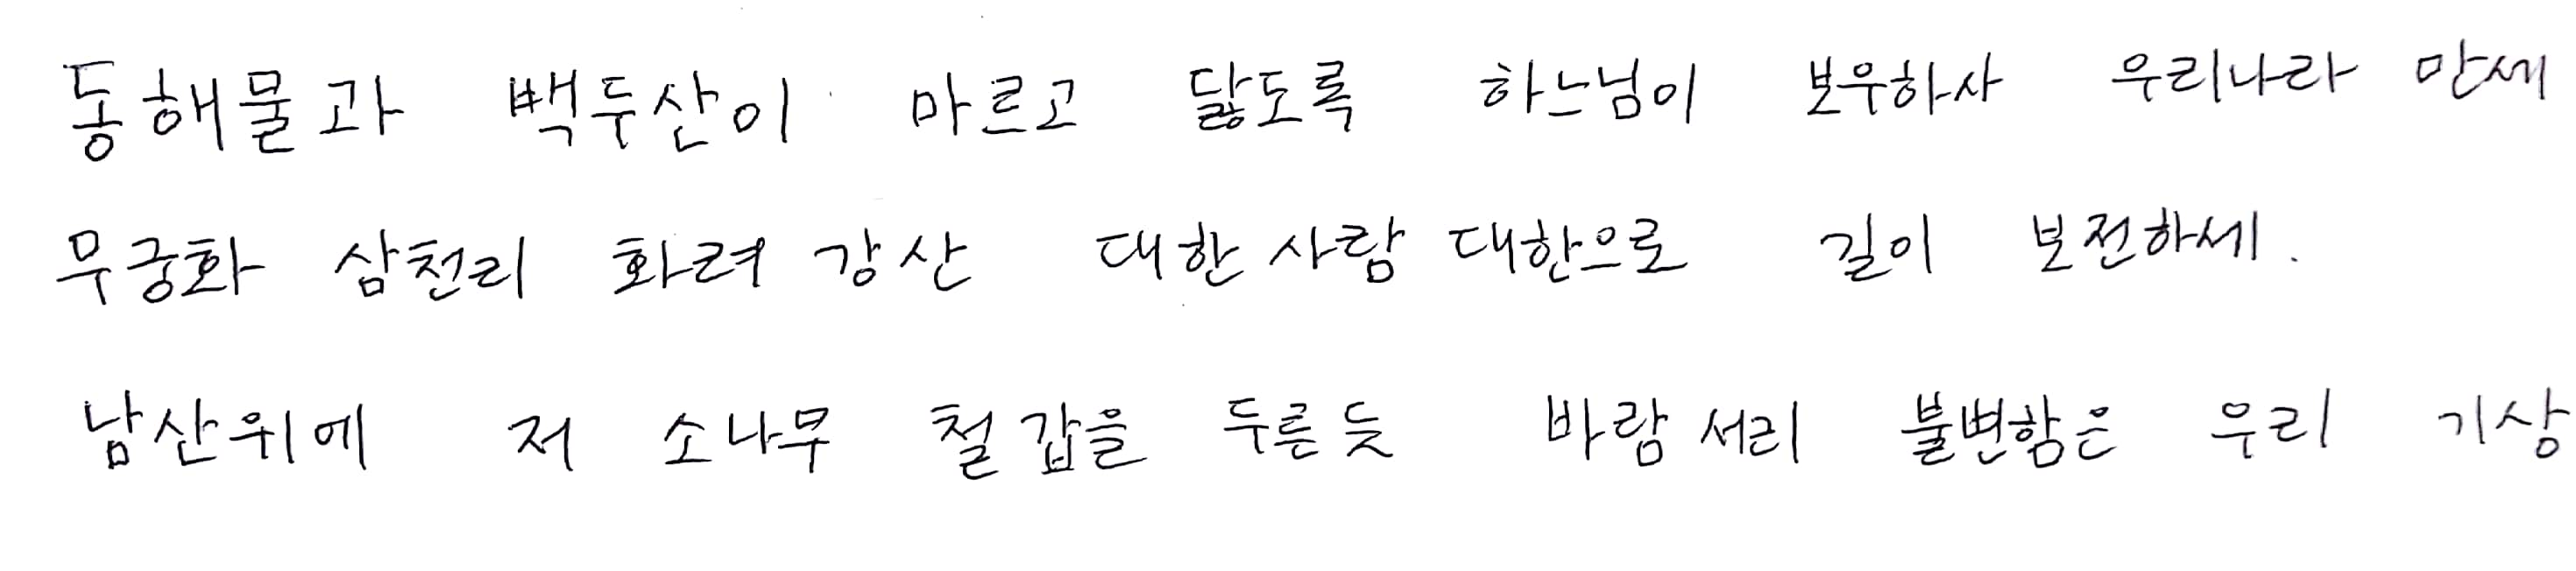 동해물과 백두산이 마르고 닳도록 하느님이 보우하사 우리나라 만세
무궁화 삼천리 화려 강산 대한 사람 대한으로 길이 보전하세.
남산위에 저 소나무 철갑을 두른 듯 바람 서리 불변함은 우리 기상